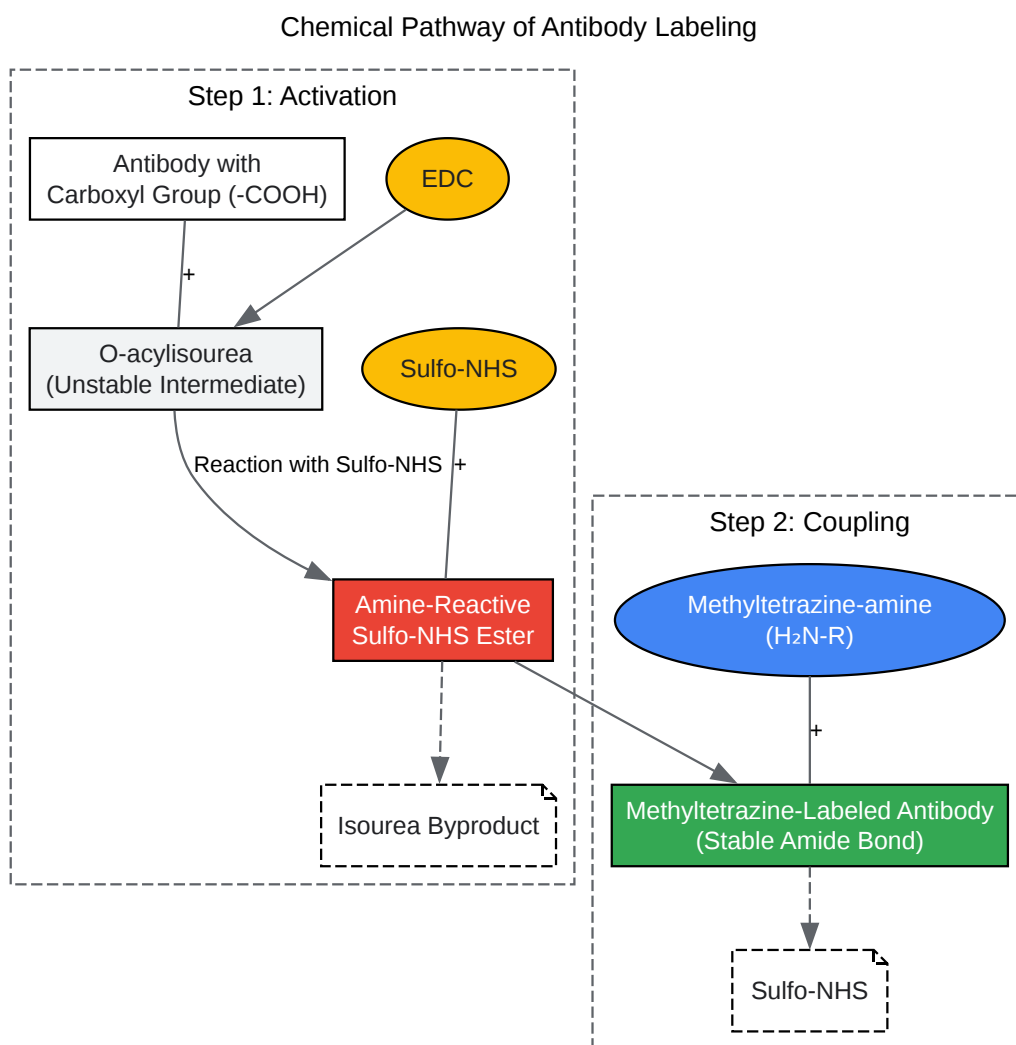 Chemical Pathway of Antibody Labeling
Step 1: Activation
Antibody with
Carboxyl Group (-COOH)
EDC
+
O-acylisourea
(Unstable Intermediate)
Sulfo-NHS
Reaction with Sulfo-NHS
+
Amine-Reactive
Sulfo-NHS Ester
Isourea Byproduct
Step 2: Coupling
Methyltetrazine-amine
(H₂N-R)
+
Methyltetrazine-Labeled Antibody
(Stable Amide Bond)
Sulfo-NHS